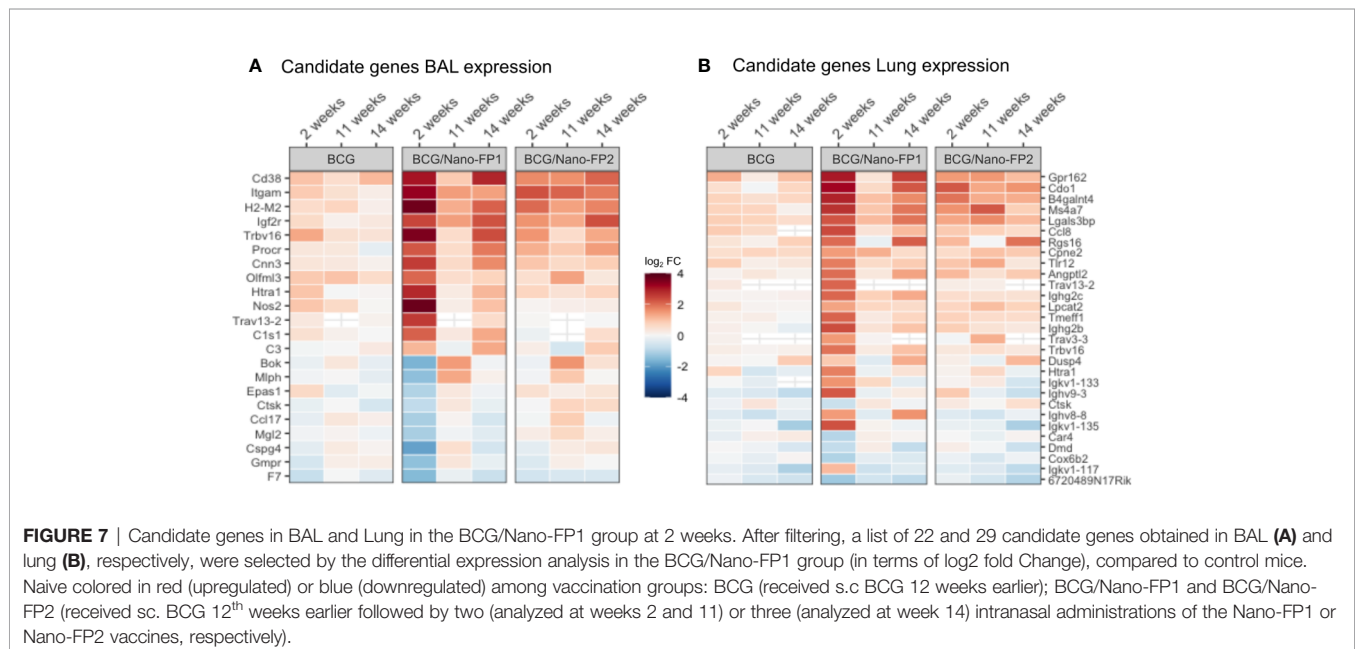 A Candidate genes BAL expression
2 weeks 11 weeks 14 weeks 2 weeks 11 weeks 14 weeks 2 weeks 11 weeks 14 weeks
BCG BCG/Nano-FP1 BCG/Nano-FP2
Cd38
Itgam
H2-M2
Igf2r
Trbv16
Procr
Cnn3
Olfml3
Htra1
Nos2
Trav13-2
C1s1
C3
Bok
Mlph
Epas1
Ctsk
Ccl17
Mgl2
Cspg4
Gmpr
F7
log2 FC
4
2
0
-2
-4
B Candidate genes Lung expression
2 weeks 11 weeks 14 weeks 2 weeks 11 weeks 14 weeks 2 weeks 11 weeks 14 weeks
BCG BCG/Nano-FP1 BCG/Nano-FP2
Gpr162
Cdo1
B4galnt4
Ms4a7
Lgals3bp
Ccl8
Rgs16
Cpne2
Tlr12
Angptl2
Trav13-2
Ighg2c
Lpcat2
Tmeff1
Ighg2b
Trav3-3
Trbv16
Dusp4
Htra1
Igkv1-133
Ighv9-3
Ctsk
Ighv8-8
Igkv1-135
Car4
Dmd
Cox6b2
Igkv1-117
6720489N17Rik
FIGURE 7 | Candidate genes in BAL and Lung in the BCG/Nano-FP1 group at 2 weeks. After filtering, a list of 22 and 29 candidate genes obtained in BAL (A) and
lung (B), respectively, were selected by the differential expression analysis in the BCG/Nano-FP1 group (in terms of log2 fold Change), compared to control mice.
Naive colored in red (upregulated) or blue (downregulated) among vaccination groups: BCG (received s.c BCG 12 weeks earlier); BCG/Nano-FP1 and BCG/Nano-
FP2 (received sc. BCG 12th weeks earlier followed by two (analyzed at weeks 2 and 11) or three (analyzed at week 14) intranasal administrations of the Nano-FP1 or
Nano-FP2 vaccines, respectively).